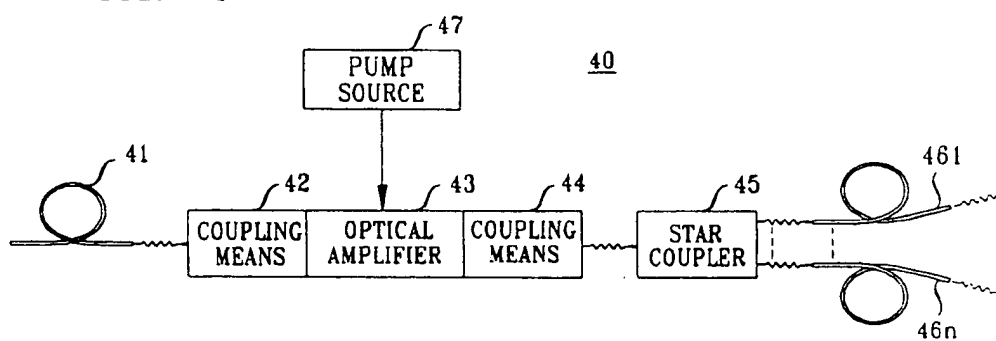 47
PUMP
SOURCE
40
41
42
43
44
45
461
COUPLING
MEANS
OPTICAL
AMPLIFIER
COUPLING
MEANS
STAR
COUPLER
46n